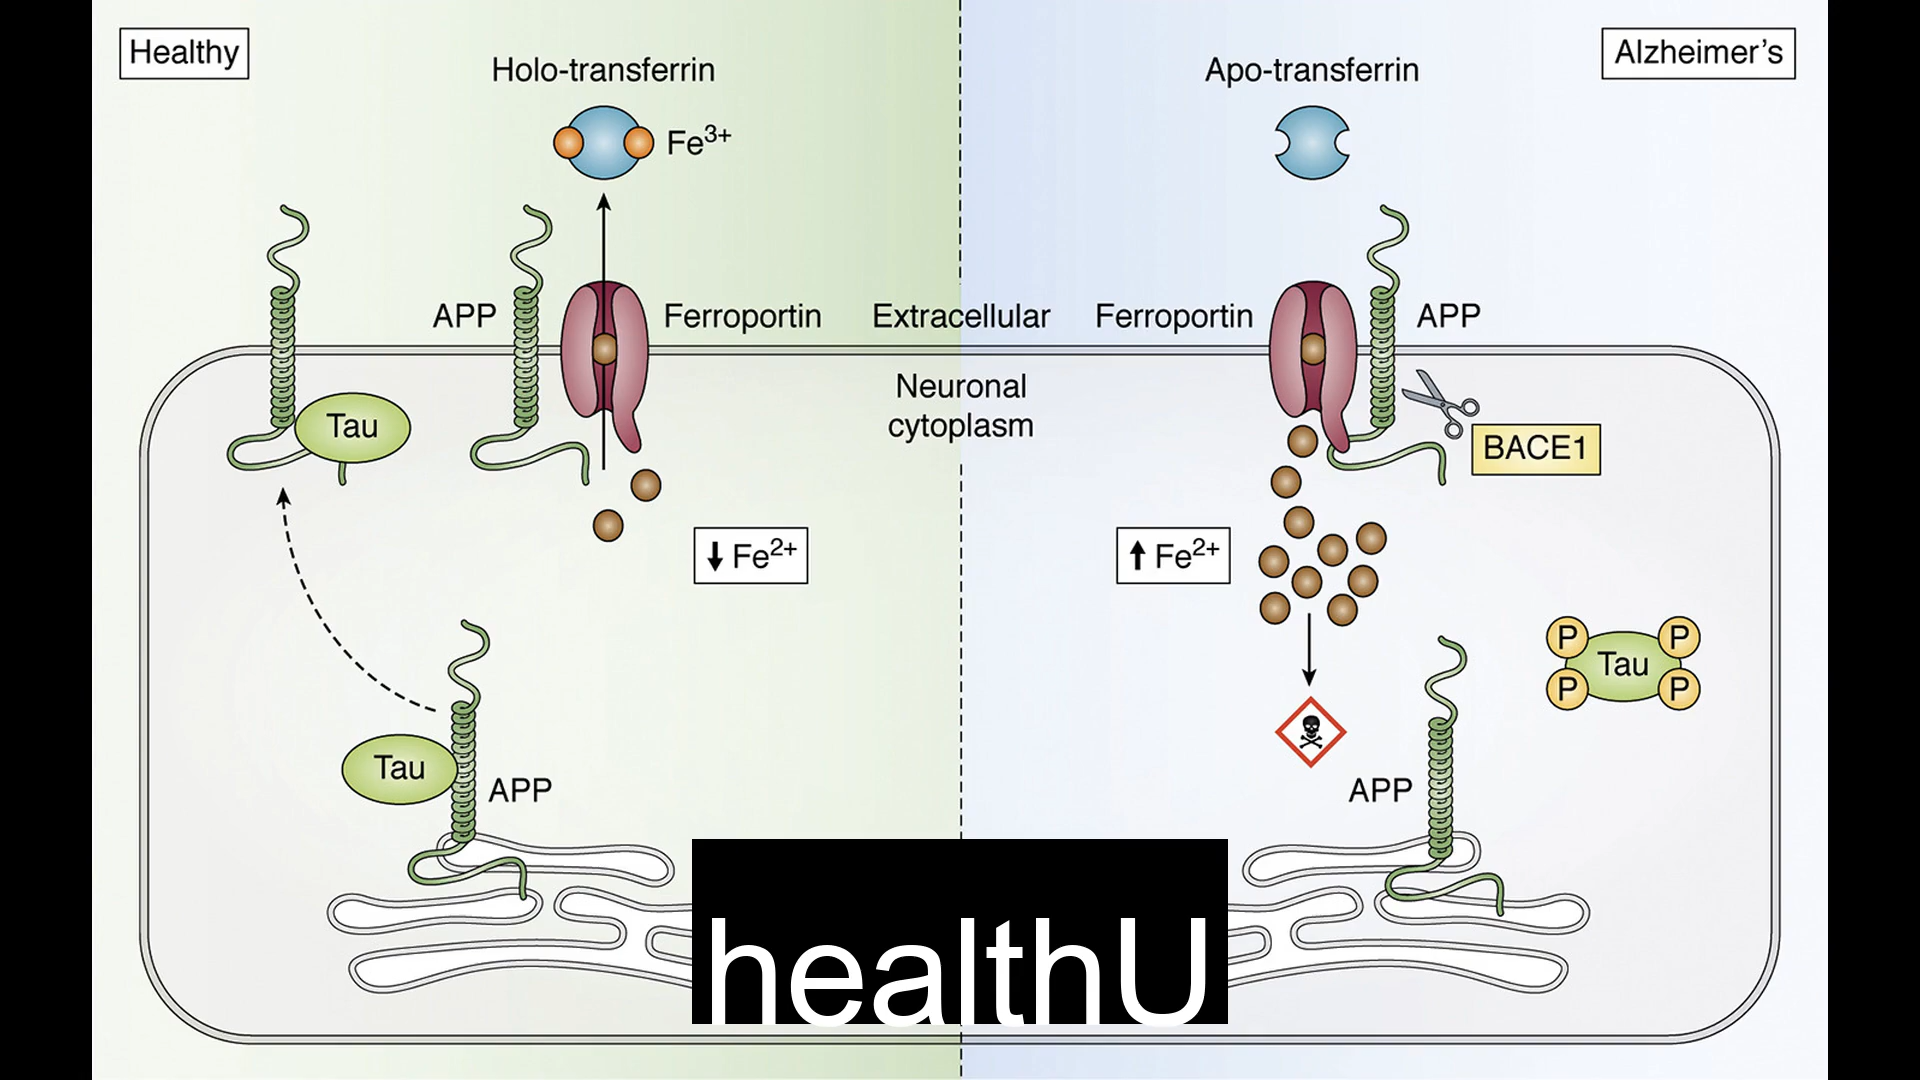 Healthy
Holo-transferrin
Fe³⁺
Apo-transferrin
Alzheimer's
APP
Ferroportin
Extracellular
Ferroportin
APP
Neuronal
cytoplasm
Tau
BACE1
↓ Fe²⁺
↑ Fe²⁺
P
P
Tau
P
P
Tau
APP
APP
healthU